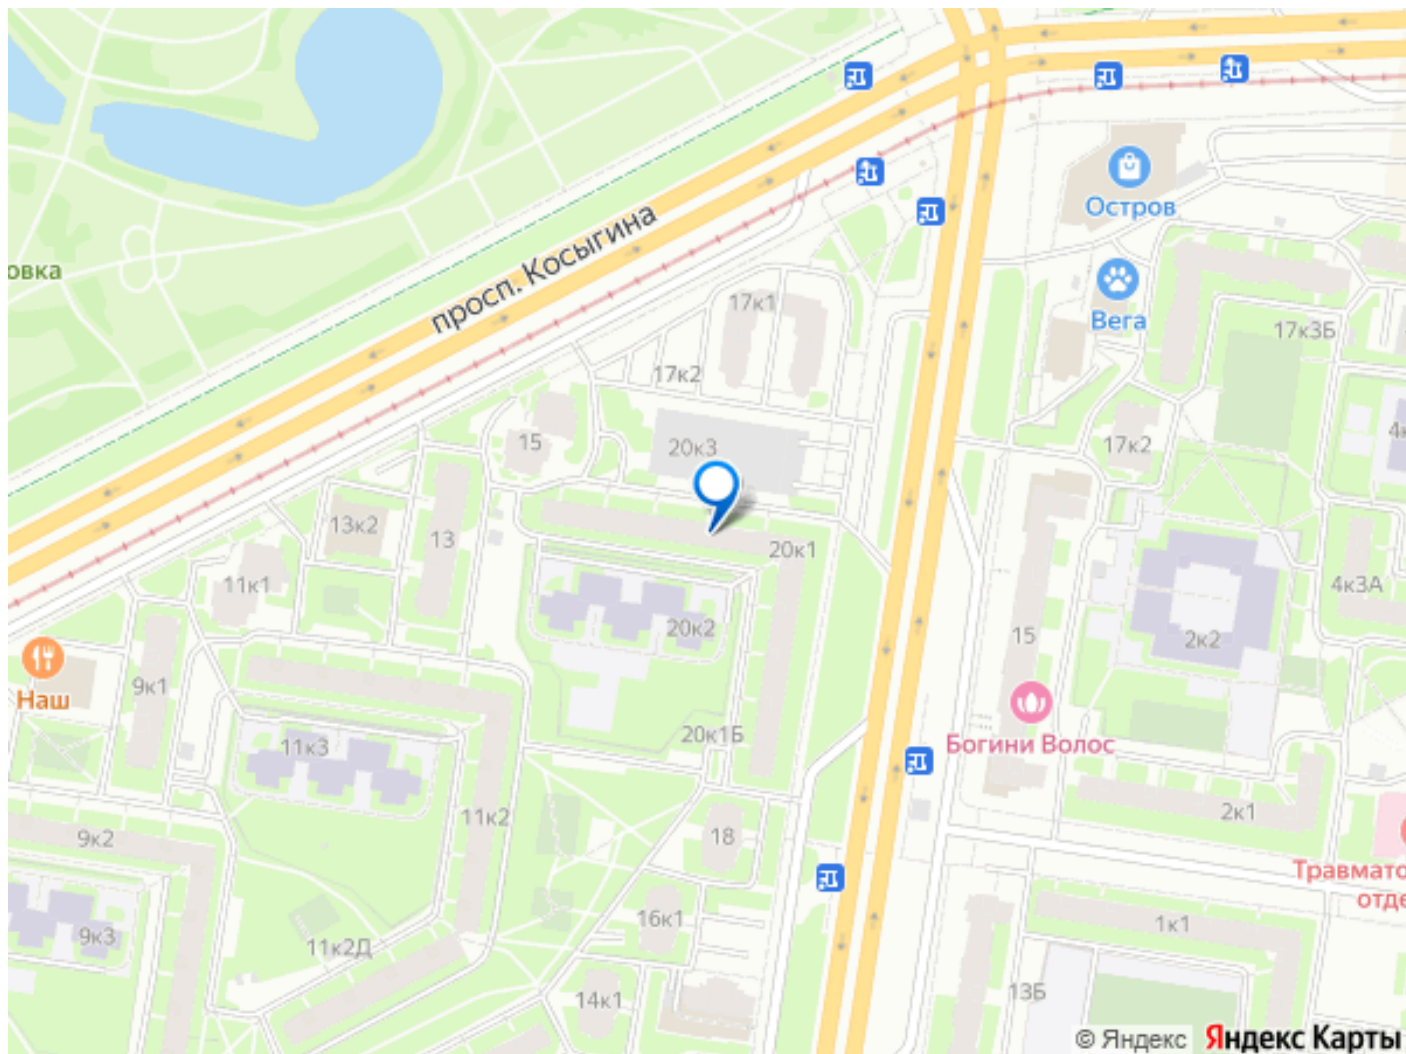 Остров
овка
просп. Косыгина
Вега
17к1
17к3Б
17к2
15
20к3
17к2
4к
13к2
13
20к1
11к1
4к3А
20к2
15
2к2
Наш
9к1
20к1Б
Богини Волос
11к3
11к2
2к1
9к2
18
Травмато
отде
16к1
1к1
9к3
11к2Д
14к1
13Б
© Яндекс
Яндекс Карты